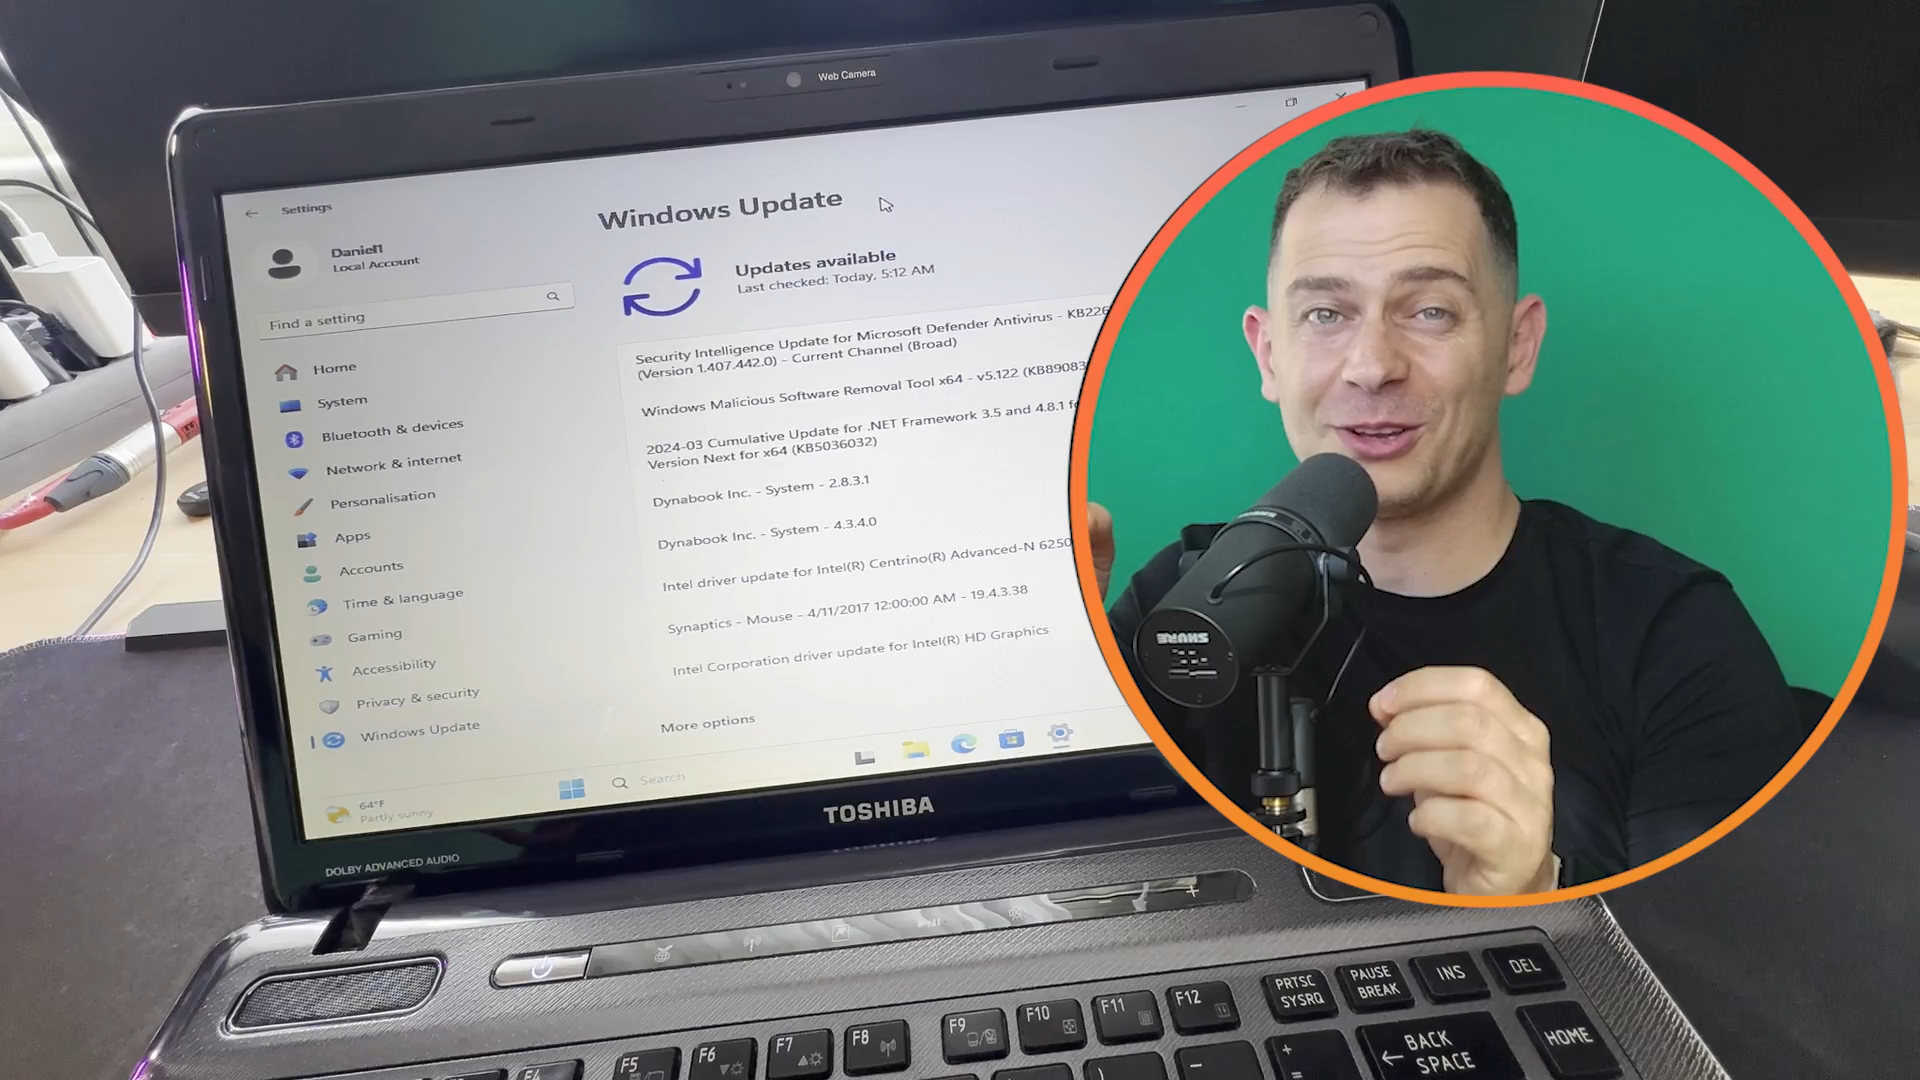 Web Camera
Settings
Daniel1
Local Account
Find a setting
Home
System
Bluetooth & devices
Network & internet
Personalisation
Apps
Accounts
Time & language
Gaming
Accessibility
Privacy & security
Windows Update
Windows Update
Updates available
Last checked: Today, 5:12 AM
Security Intelligence Update for Microsoft Defender Antivirus - KB226
(Version 1.407.442.0) - Current Channel (Broad)
Windows Malicious Software Removal Tool x64 - v5.122 (KB89083
2024-03 Cumulative Update for .NET Framework 3.5 and 4.8.1 fo
Version Next for x64 (KB5036032)
Dynabook Inc. - System - 2.8.3.1
Dynabook Inc. - System - 4.3.4.0
Intel driver update for Intel(R) Centrino(R) Advanced-N 6250
Synaptics - Mouse - 4/11/2017 12:00:00 AM - 19.4.3.38
Intel Corporation driver update for Intel(R) HD Graphics
More options
64°F
Partly sunny
Search
TOSHIBA
DOLBY ADVANCED AUDIO
SHURE
F4
F5
F6
F7
F8
F9
F10
F11
F12
PRTSC
SYSRQ
PAUSE
BREAK
INS
DEL
BACK
SPACE
HOME